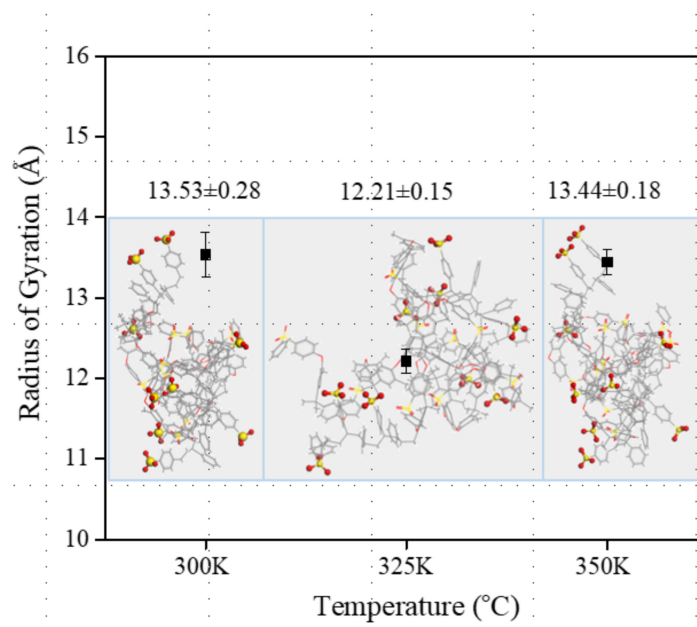 16
15
14
13
12
11
10
Radius of Gyration (Å)
13.53±0.28
12.21±0.15
13.44±0.18
300K
325K
350K
Temperature (°C)